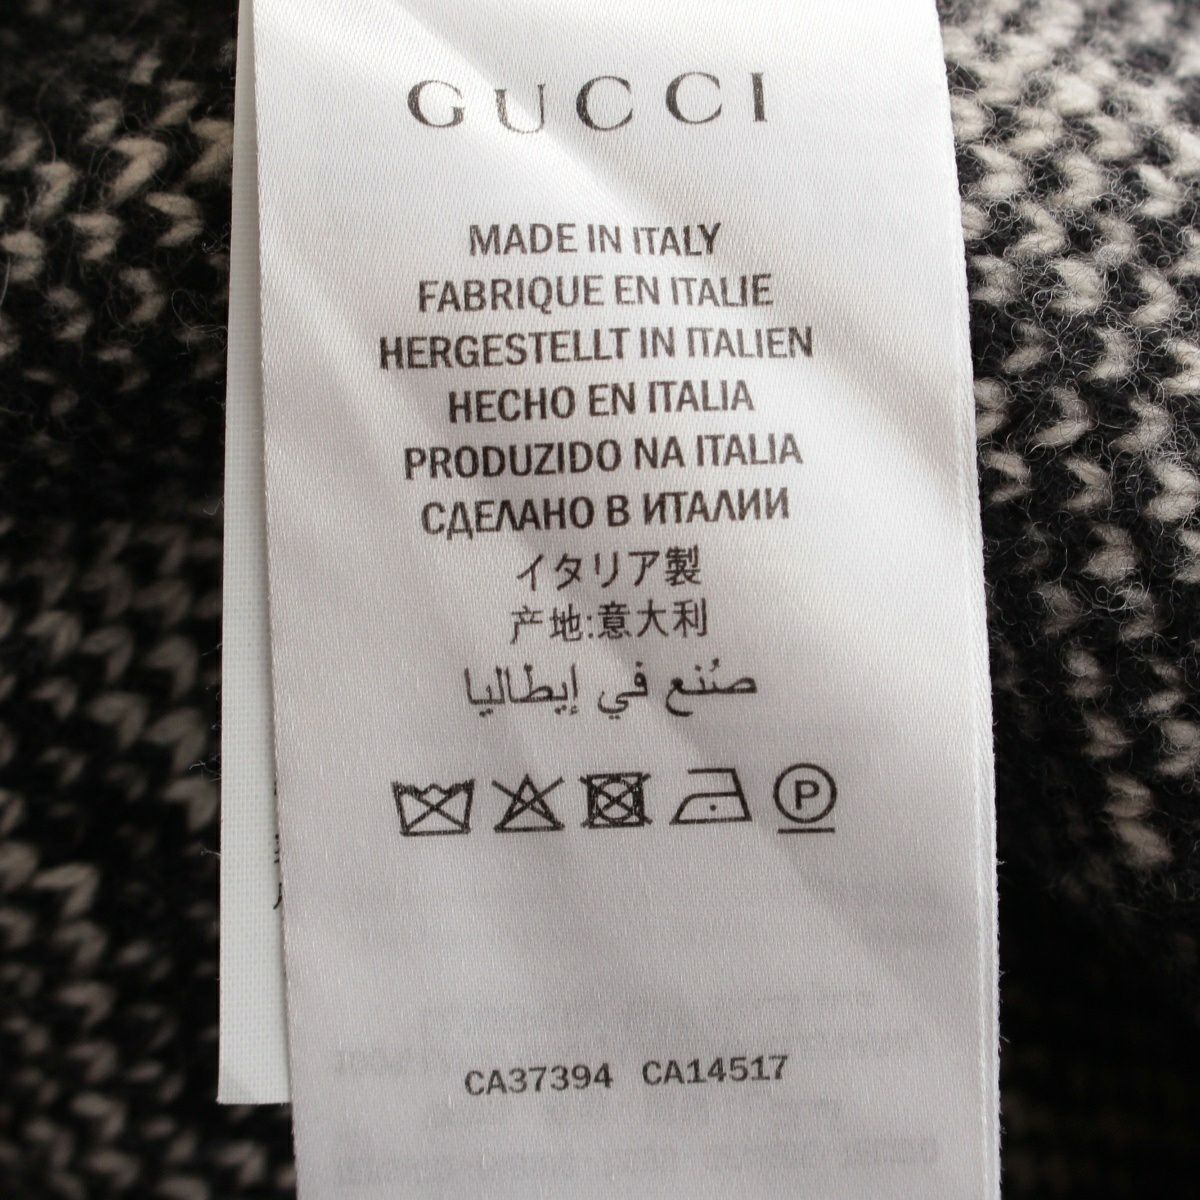 GUCCI
MADE IN ITALY
FABRIQUE EN ITALIE
HERGESTELLT IN ITALIEN
HECHO EN ITALIA
PRODUZIDO NA ITALIA
СДЕЛАНО В ИТАЛИИ
イタリア製
产地:意大利
صُنع في إيطاليا
P
CA37394 CA14517